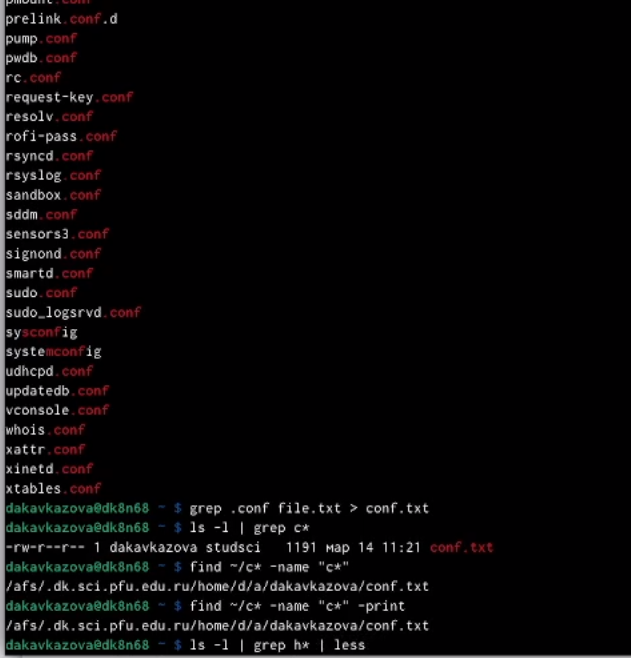 pmount.conf
prelink.conf.d
pump.conf
pwdb.conf
rc.conf
request-key.conf
resolv.conf
rofi-pass.conf
rsyncd.conf
rsyslog.conf
sandbox.conf
sddm.conf
sensors3.conf
signond.conf
smartd.conf
sudo.conf
sudo_logsrvd.conf
sysconfig
systemconfig
udhcpd.conf
updatedb.conf
vconsole.conf
whois.conf
xattr.conf
xinetd.conf
xtables.conf
dakavkazova@dk8n68 ~ $ grep .conf file.txt > conf.txt
dakavkazova@dk8n68 ~ $ ls -l | grep c*
-rw-r--r-- 1 dakavkazova studsci   1191 мар 14 11:21 conf.txt
dakavkazova@dk8n68 ~ $ find ~/c* -name "c*"
/afs/.dk.sci.pfu.edu.ru/home/d/a/dakavkazova/conf.txt
dakavkazova@dk8n68 ~ $ find ~/c* -name "c*" -print
/afs/.dk.sci.pfu.edu.ru/home/d/a/dakavkazova/conf.txt
dakavkazova@dk8n68 ~ $ ls -l | grep h* | less